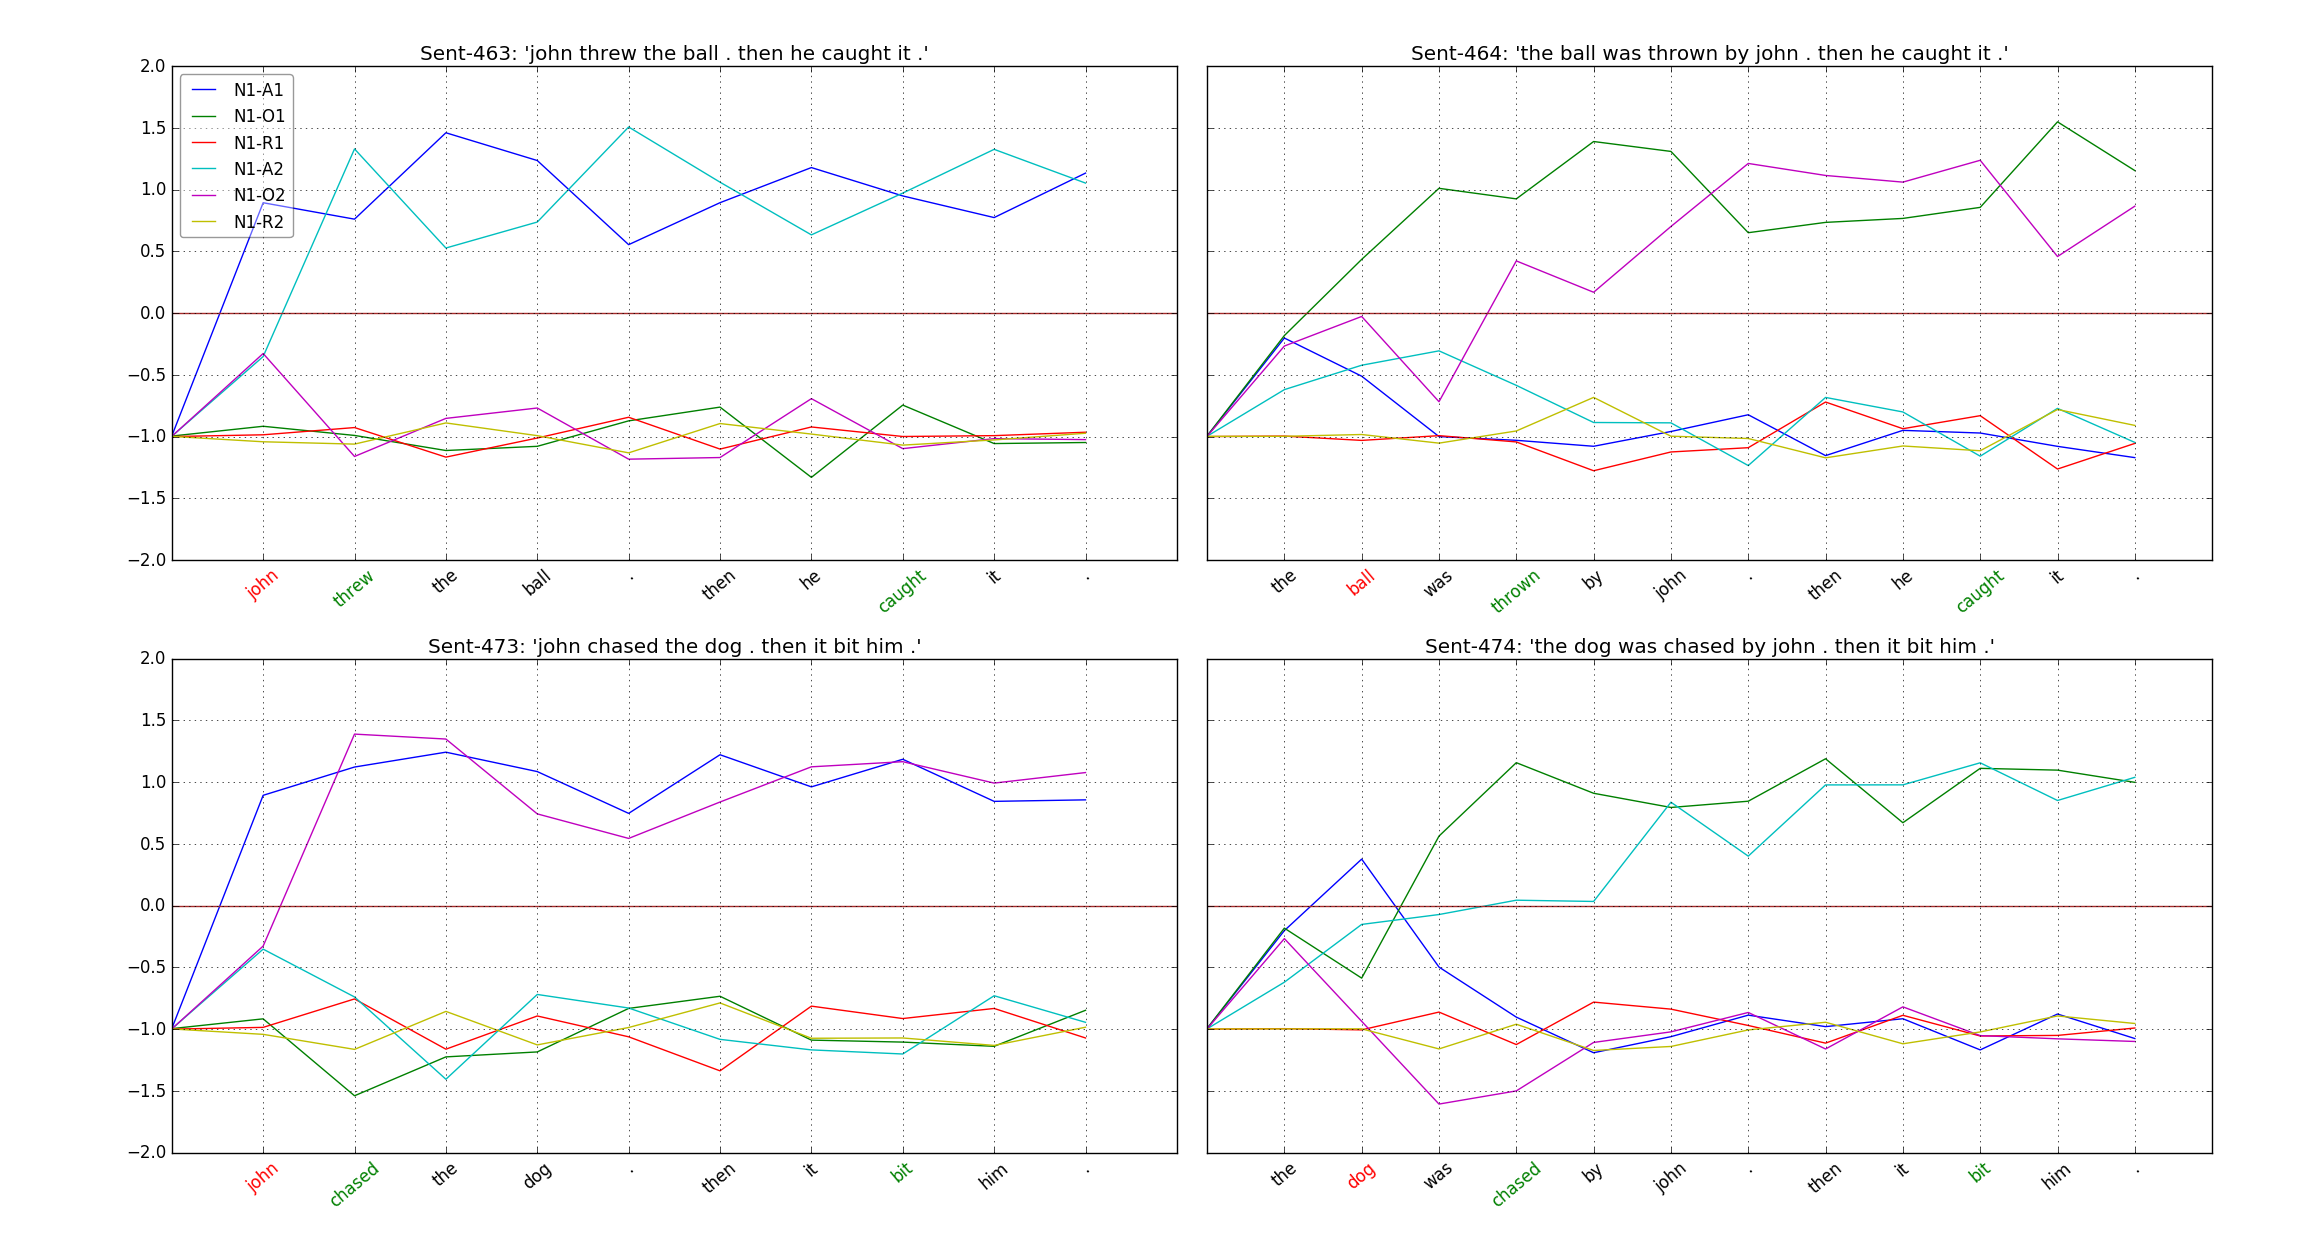 Sent-463: 'john threw the ball . then he caught it .'
2.0
1.5
1.0
0.5
0.0
−0.5
−1.0
−1.5
−2.0
N1-A1
N1-O1
N1-R1
N1-A2
N1-O2
N1-R2
john threw the ball . then he caught it .
Sent-464: 'the ball was thrown by john . then he caught it .'
the ball was thrown by john . then he caught it .
Sent-473: 'john chased the dog . then it bit him .'
2.0
1.5
1.0
0.5
0.0
−0.5
−1.0
−1.5
−2.0
john chased the dog . then it bit him .
Sent-474: 'the dog was chased by john . then it bit him .'
the dog was chased by john . then it bit him .